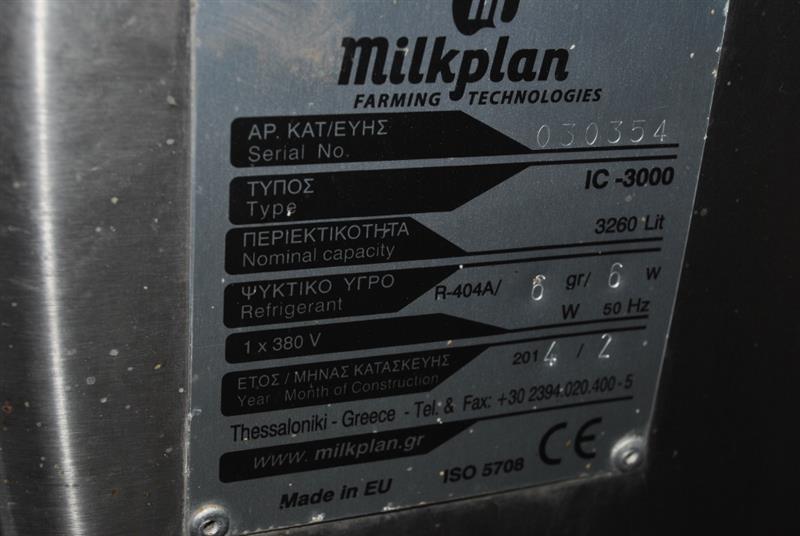 Milkplan
FARMING TECHNOLOGIES
ΑΡ. ΚΑΤ/ΕΥΗΣ
Serial No. 030354
ΤΥΠΟΣ
Type IC -3000
ΠΕΡΙΕΚΤΙΚΟΤΗΤΑ
Nominal capacity 3260 Lit
ΨΥΚΤΙΚΟ ΥΓΡΟ
Refrigerant R-404A/ 6 gr/ 6 W
1 x 380 V W 50 Hz
ΕΤΟΣ / ΜΗΝΑΣ ΚΑΤΑΣΚΕΥΗΣ
Year / Month of Construction 2014 / 2
Thessaloniki - Greece - Tel. & Fax: +30 2394.020.400 - 5
www. milkplan.gr
Made in EU ISO 5708 CE